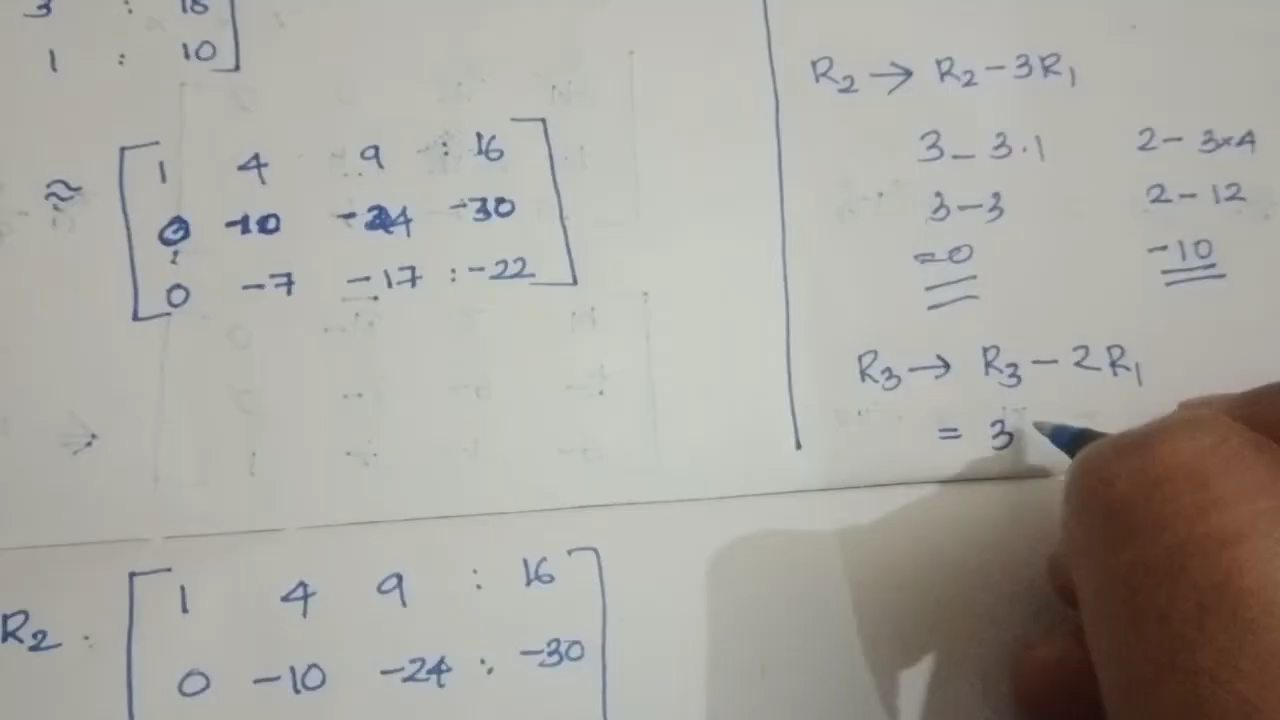 3 : 18
1 : 10
≈ 1 4 9 : 16
0 -10 -24 -30
0 -7 -17 : -22
R2 → R2 - 3R1
3 - 3.1 2 - 3×4
3 - 3 2 - 12
=0 -10
R3 → R3 - 2R1
= 3
1 4 9 : 16
R2 : 0 -10 -24 : -30